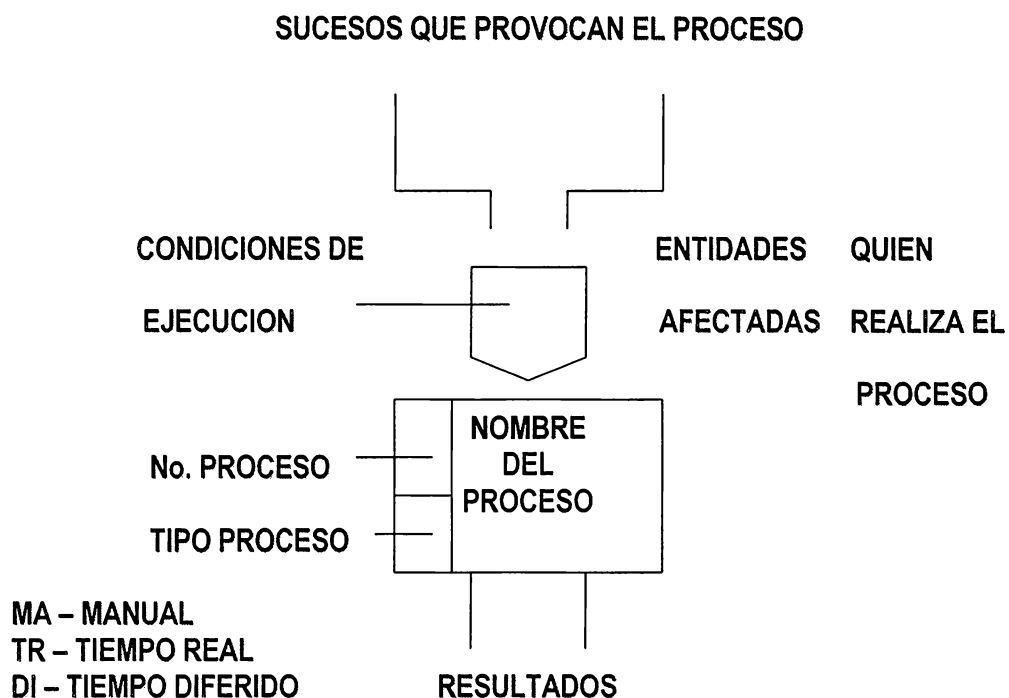 SUCESOS QUE PROVOCAN EL PROCESO
CONDICIONES DE
EJECUCION
ENTIDADES
AFECTADAS
QUIEN
REALIZA EL
PROCESO
NOMBRE
DEL
PROCESO
No. PROCESO
TIPO PROCESO
MA – MANUAL
TR – TIEMPO REAL
DI – TIEMPO DIFERIDO
RESULTADOS